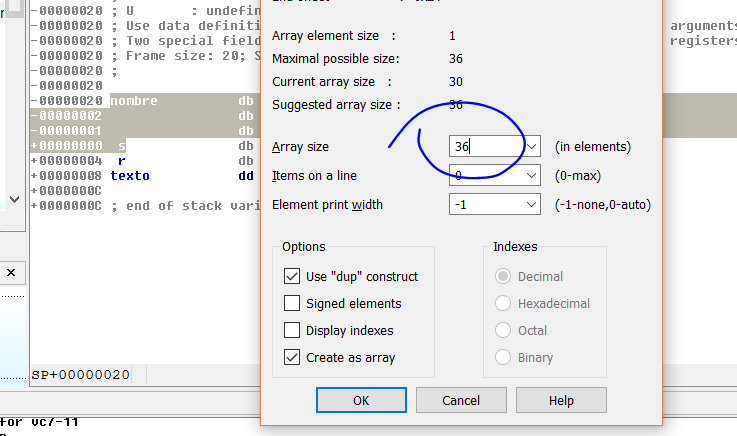 -00000020 ; U : undefin
-00000020 ; Use data definiti arguments
-00000020 ; Two special field registers
-00000020 ; Frame size: 20; S
-00000020 ;
-00000020
-00000020 nombre db
-00000002 db
-00000001 db
+00000000 s db
+00000004 r db
+00000008 texto dd
+0000000C
+0000000C ; end of stack vari
SP+00000020
for vc7-11
Array element size 1
Maximal possible size: 36
Current array size : 30
Suggested array size : 36
Array size 36 (in elements)
Items on a line 0 (0-max)
Element print width -1 (-1-none,0-auto)
Options
Use "dup" construct
Signed elements
Display indexes
Create as array
Indexes
Decimal
Hexadecimal
Octal
Binary
OK Cancel Help